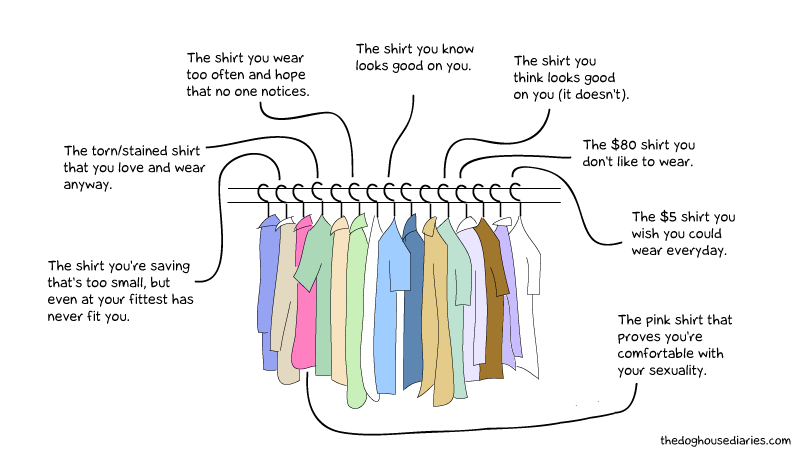 The shirt you wear
too often and hope
that no one notices.
The shirt you know
looks good on you.
The shirt you
think looks good
on you (it doesn't).
The torn/stained shirt
that you love and wear
anyway.
The $80 shirt you
don't like to wear.
The $5 shirt you
wish you could
wear everyday.
The shirt you're saving
that's too small, but
even at your fittest has
never fit you.
The pink shirt that
proves you're
comfortable with
your sexuality.
thedoghousediaries.com